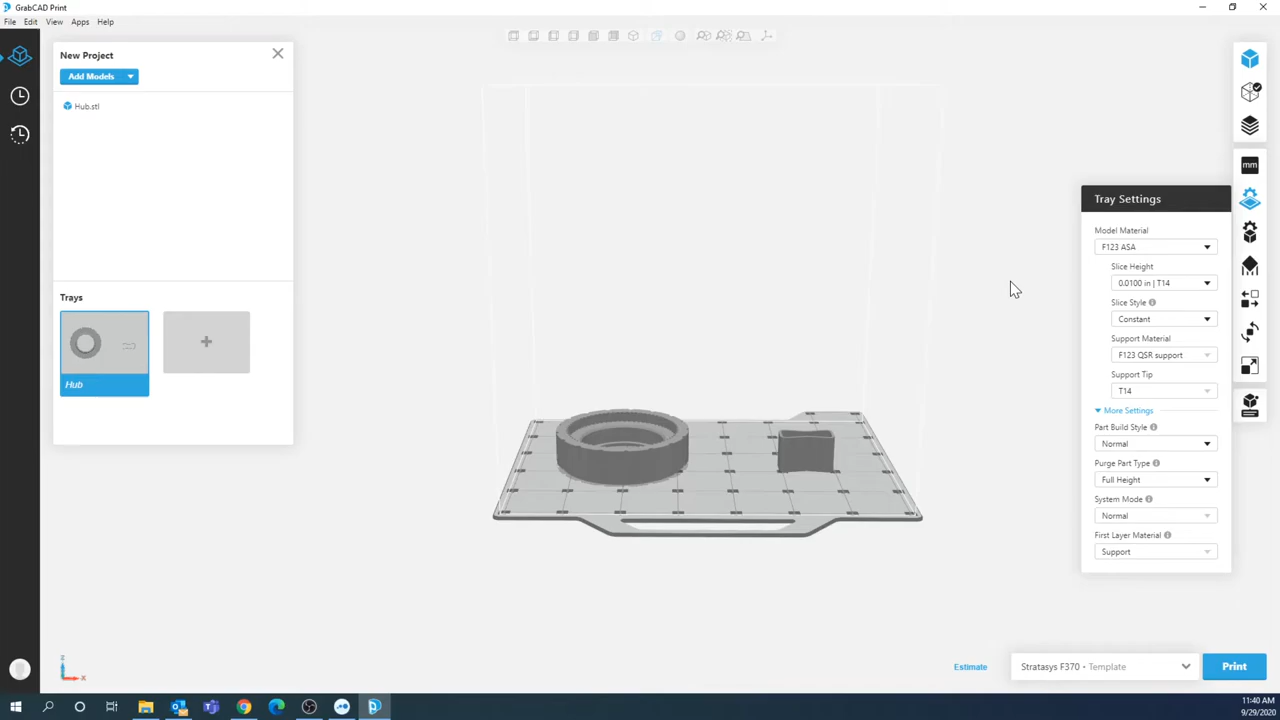 GrabCAD Print
File Edit View Apps Help
New Project
Add Models
Hub.stl
Trays
Hub
mm
Tray Settings
Model Material
F123 ASA
Slice Height
0.0100 in | T14
Slice Style
Constant
Support Material
F123 QSR support
Support Tip
T14
More Settings
Part Build Style
Normal
Purge Part Type
Full Height
System Mode
Normal
First Layer Material
Support
Z
X
Estimate
Stratasys F370 - Template
Print
11:40 AM
9/29/2020